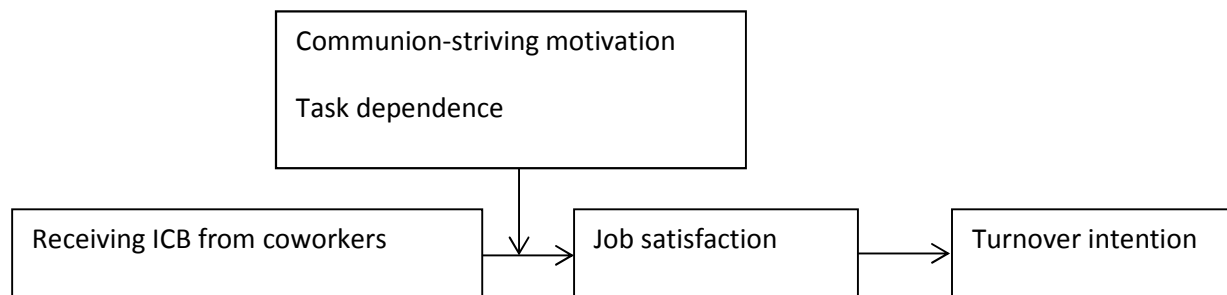 Communion-striving motivation
Task dependence
Receiving ICB from coworkers
Job satisfaction
Turnover intention